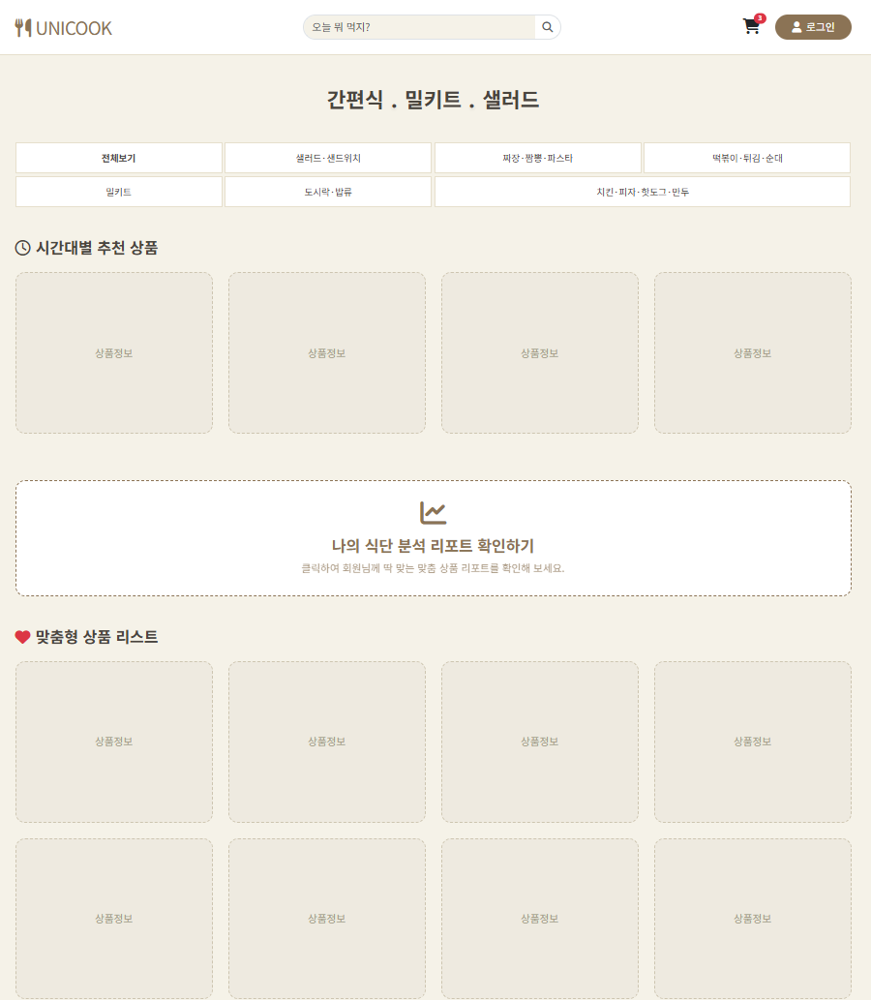 UNICOOK
오늘 뭐 먹지?
3
로그인
간편식 . 밀키트 . 샐러드
전체보기
샐러드·샌드위치
짜장·짬뽕·파스타
떡볶이·튀김·순대
밀키트
도시락·밥류
치킨·피자·핫도그·만두
시간대별 추천 상품
상품정보
상품정보
상품정보
상품정보
나의 식단 분석 리포트 확인하기
클릭하여 회원님께 딱 맞는 맞춤 상품 리포트를 확인해 보세요.
맞춤형 상품 리스트
상품정보
상품정보
상품정보
상품정보
상품정보
상품정보
상품정보
상품정보